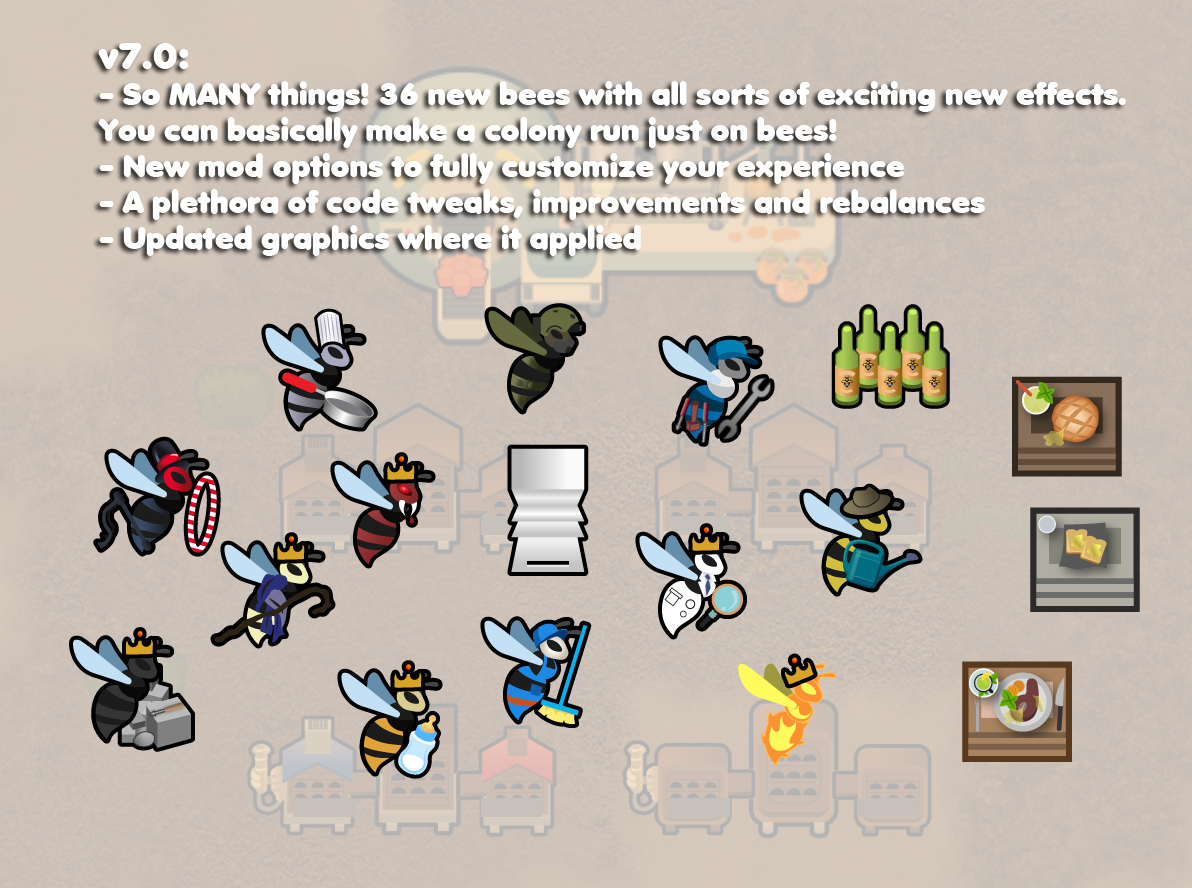 v7.0:
- So MANY things! 36 new bees with all sorts of exciting new effects.
You can basically make a colony run just on bees!
- New mod options to fully customize your experience
- A plethora of code tweaks, improvements and rebalances
- Updated graphics where it applied